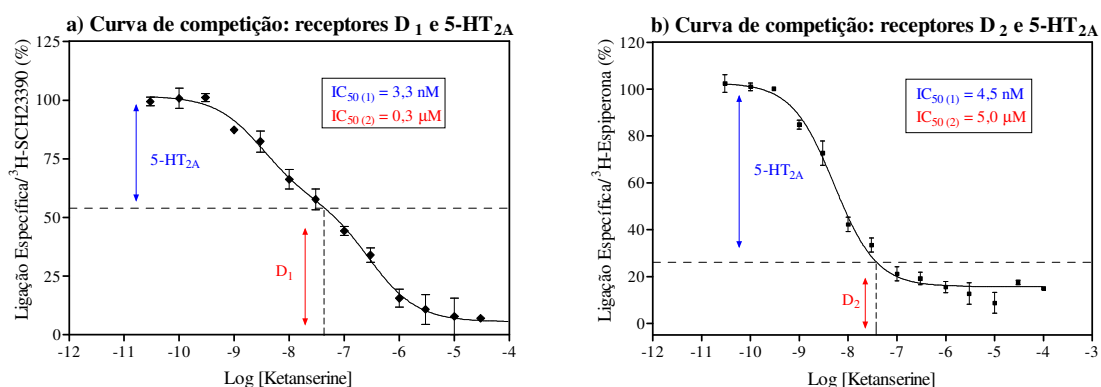 a) Curva de competição: receptores D1 e 5-HT2A
Ligação Específica/3H-SCH23390 (%)
125
100
75
50
25
0
IC50 (1) = 3,3 nM
IC50 (2) = 0,3 µM
5-HT2A
D1
-12 -11 -10 -9 -8 -7 -6 -5 -4
Log [Ketanserine]
b) Curva de competição: receptores D2 e 5-HT2A
Ligação Específica/3H-Espiperona (%)
120
100
80
60
40
20
0
IC50 (1) = 4,5 nM
IC50 (2) = 5,0 µM
5-HT2A
D2
-12 -11 -10 -9 -8 -7 -6 -5 -4 -3
Log [Ketanserine]